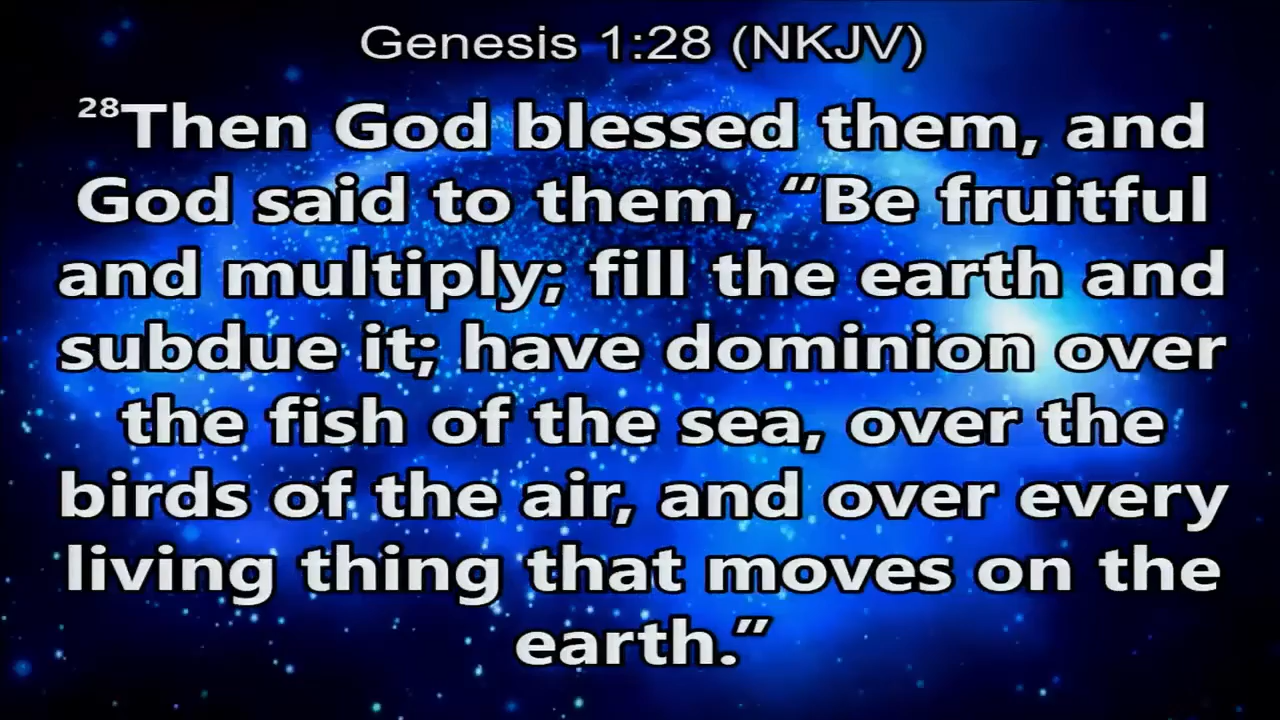 Genesis 1:28 (NKJV)
28Then God blessed them, and
God said to them, “Be fruitful
and multiply; fill the earth and
subdue it; have dominion over
the fish of the sea, over the
birds of the air, and over every
living thing that moves on the
earth.”